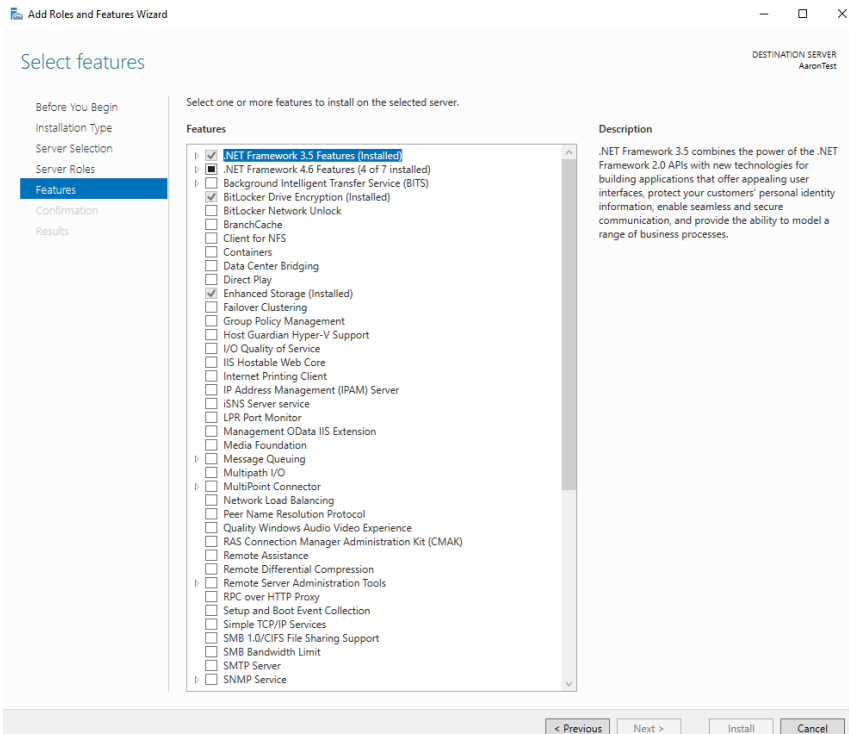 Add Roles and Features Wizard
Select features
DESTINATION SERVER
AaronTest
Before You Begin
Installation Type
Server Selection
Server Roles
Features
Confirmation
Results
Select one or more features to install on the selected server.
Features
.NET Framework 3.5 Features (Installed)
.NET Framework 4.6 Features (4 of 7 installed)
Background Intelligent Transfer Service (BITS)
BitLocker Drive Encryption (Installed)
BitLocker Network Unlock
BranchCache
Client for NFS
Containers
Data Center Bridging
Direct Play
Enhanced Storage (Installed)
Failover Clustering
Group Policy Management
Host Guardian Hyper-V Support
I/O Quality of Service
IIS Hostable Web Core
Internet Printing Client
IP Address Management (IPAM) Server
iSNS Server service
LPR Port Monitor
Management OData IIS Extension
Media Foundation
Message Queuing
Multipath I/O
MultiPoint Connector
Network Load Balancing
Peer Name Resolution Protocol
Quality Windows Audio Video Experience
RAS Connection Manager Administration Kit (CMAK)
Remote Assistance
Remote Differential Compression
Remote Server Administration Tools
RPC over HTTP Proxy
Setup and Boot Event Collection
Simple TCP/IP Services
SMB 1.0/CIFS File Sharing Support
SMB Bandwidth Limit
SMTP Server
SNMP Service
Description
.NET Framework 3.5 combines the power of the .NET
Framework 2.0 APIs with new technologies for
building applications that offer appealing user
interfaces, protect your customers' personal identity
information, enable seamless and secure
communication, and provide the ability to model a
range of business processes.
< Previous
Next >
Install
Cancel